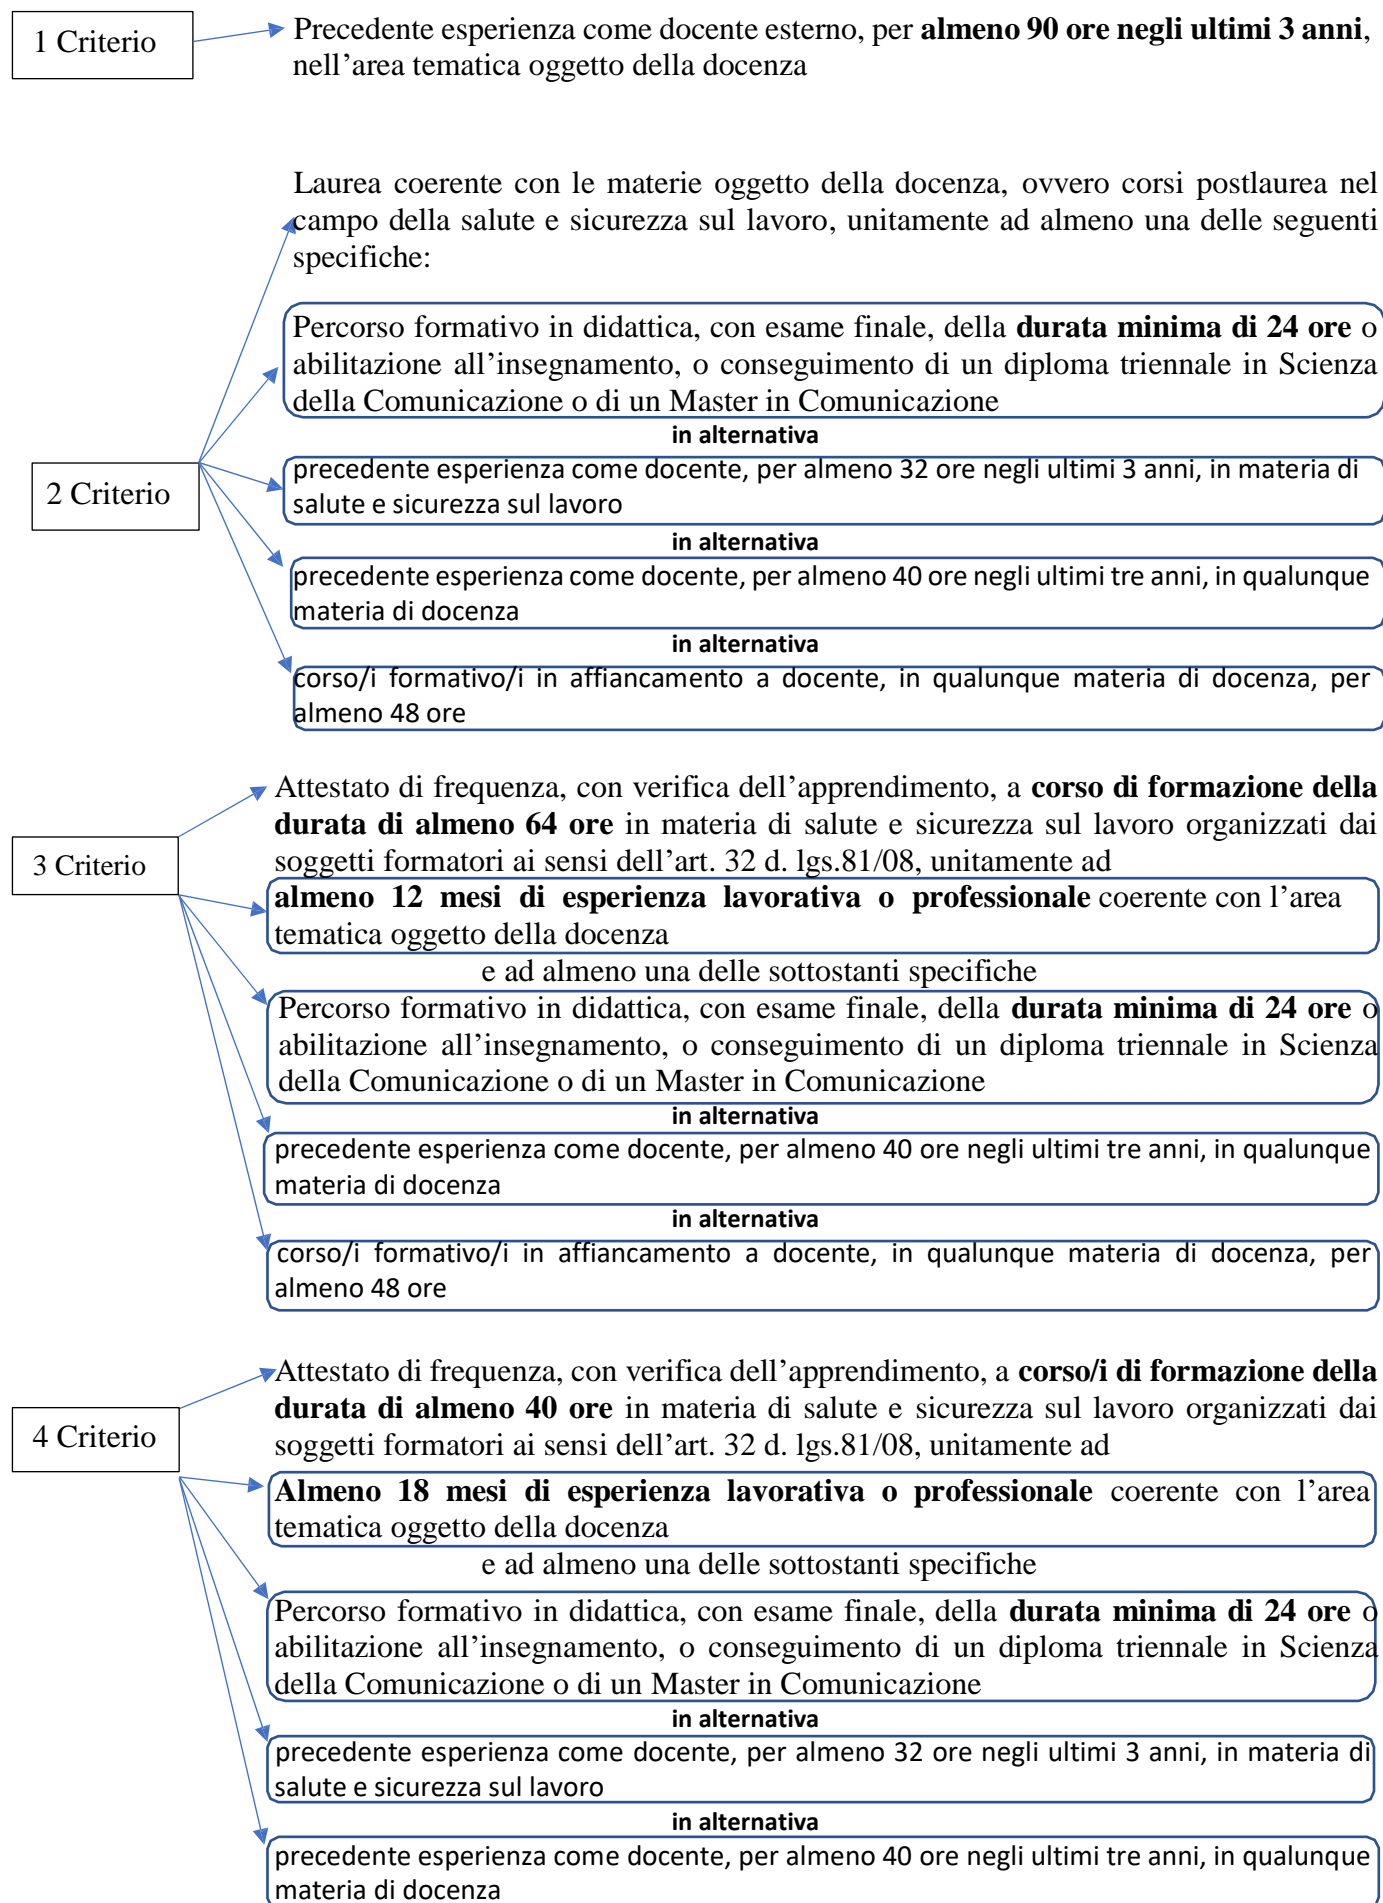 1 Criterio
Precedente esperienza come docente esterno, per almeno 90 ore negli ultimi 3 anni,
nell’area tematica oggetto della docenza
Laurea coerente con le materie oggetto della docenza, ovvero corsi postlaurea nel
campo della salute e sicurezza sul lavoro, unitamente ad almeno una delle seguenti
specifiche:
Percorso formativo in didattica, con esame finale, della durata minima di 24 ore o
abilitazione all’insegnamento, o conseguimento di un diploma triennale in Scienza
della Comunicazione o di un Master in Comunicazione
in alternativa
2 Criterio
precedente esperienza come docente, per almeno 32 ore negli ultimi 3 anni, in materia di
salute e sicurezza sul lavoro
in alternativa
precedente esperienza come docente, per almeno 40 ore negli ultimi tre anni, in qualunque
materia di docenza
in alternativa
corso/i formativo/i in affiancamento a docente, in qualunque materia di docenza, per
almeno 48 ore
3 Criterio
Attestato di frequenza, con verifica dell’apprendimento, a corso di formazione della
durata di almeno 64 ore in materia di salute e sicurezza sul lavoro organizzati dai
soggetti formatori ai sensi dell’art. 32 d. lgs.81/08, unitamente ad
almeno 12 mesi di esperienza lavorativa o professionale coerente con l’area
tematica oggetto della docenza
e ad almeno una delle sottostanti specifiche
Percorso formativo in didattica, con esame finale, della durata minima di 24 ore o
abilitazione all’insegnamento, o conseguimento di un diploma triennale in Scienza
della Comunicazione o di un Master in Comunicazione
in alternativa
precedente esperienza come docente, per almeno 40 ore negli ultimi tre anni, in qualunque
materia di docenza
in alternativa
corso/i formativo/i in affiancamento a docente, in qualunque materia di docenza, per
almeno 48 ore
4 Criterio
Attestato di frequenza, con verifica dell’apprendimento, a corso/i di formazione della
durata di almeno 40 ore in materia di salute e sicurezza sul lavoro organizzati dai
soggetti formatori ai sensi dell’art. 32 d. lgs.81/08, unitamente ad
Almeno 18 mesi di esperienza lavorativa o professionale coerente con l’area
tematica oggetto della docenza
e ad almeno una delle sottostanti specifiche
Percorso formativo in didattica, con esame finale, della durata minima di 24 ore o
abilitazione all’insegnamento, o conseguimento di un diploma triennale in Scienza
della Comunicazione o di un Master in Comunicazione
in alternativa
precedente esperienza come docente, per almeno 32 ore negli ultimi 3 anni, in materia di
salute e sicurezza sul lavoro
in alternativa
precedente esperienza come docente, per almeno 40 ore negli ultimi tre anni, in qualunque
materia di docenza